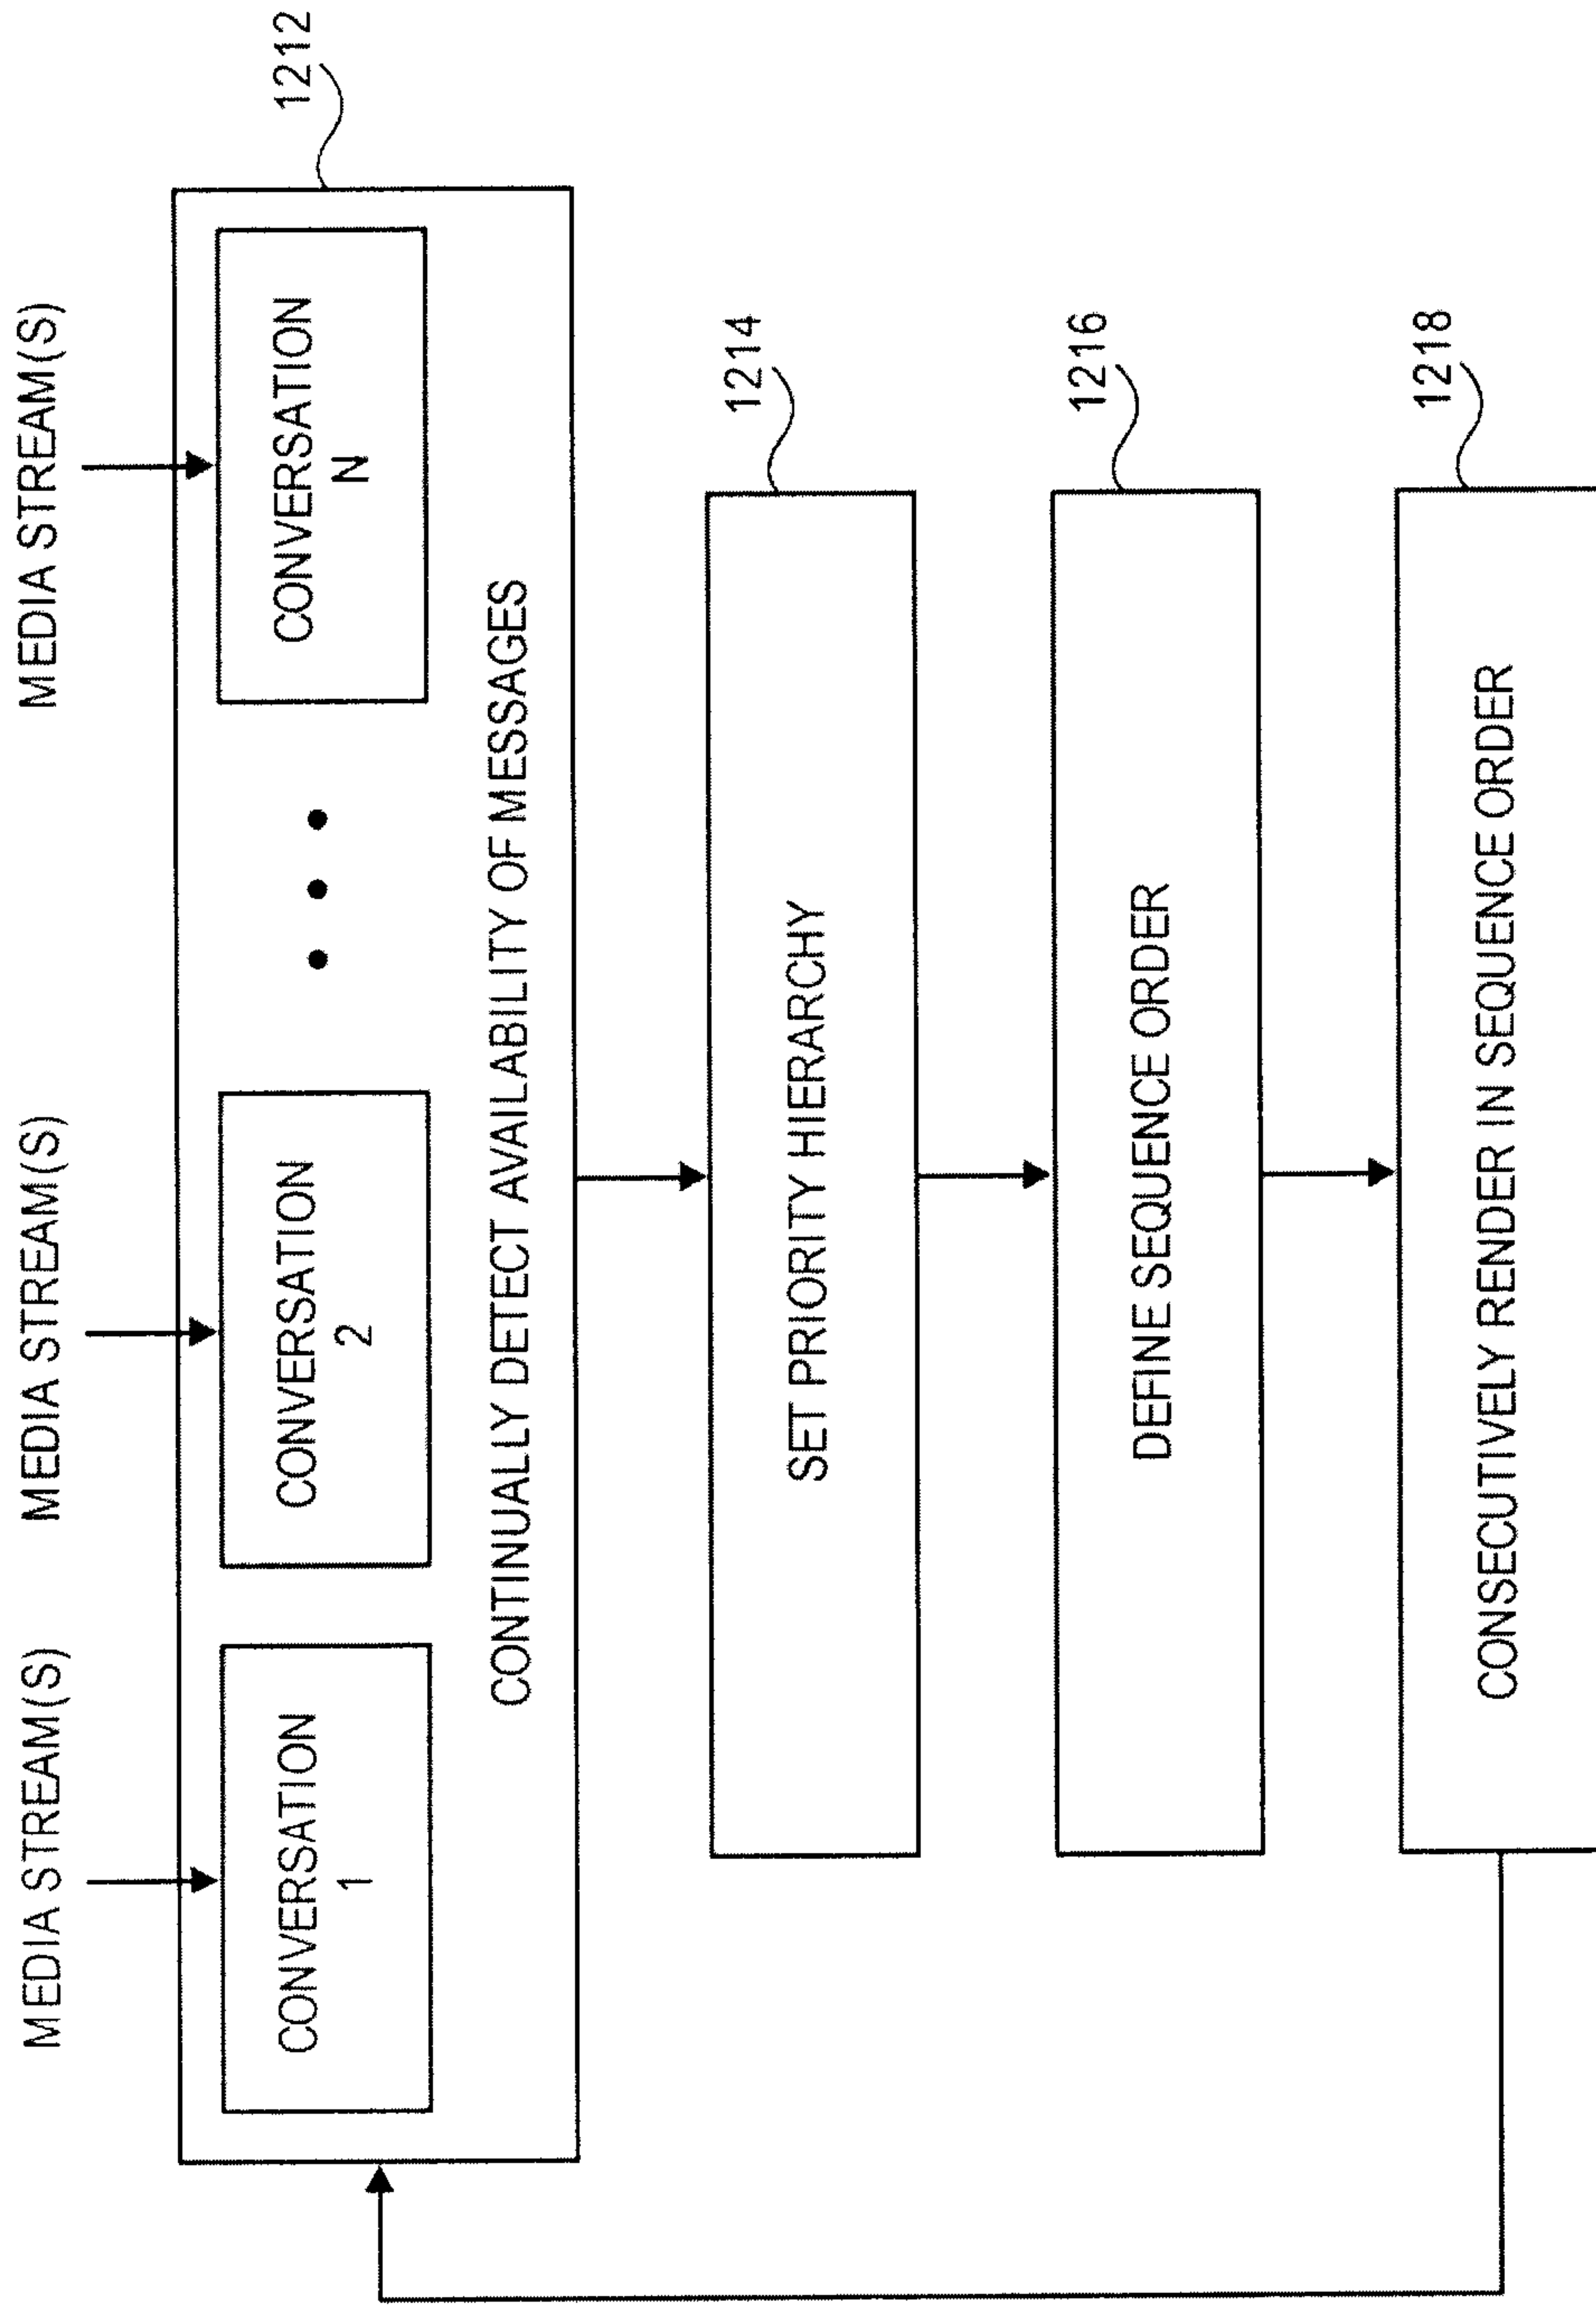 MEDIA STREAM(S)
MEDIA STREAM(S)
MEDIA STREAM(S)
1212
CONVERSATION
1
CONVERSATION
2
CONVERSATION
N
CONTINUALLY DETECT AVAILABILITY OF MESSAGES
1214
SET PRIORITY HIERARCHY
1216
DEFINE SEQUENCE ORDER
1218
CONSECUTIVELY RENDER IN SEQUENCE ORDER